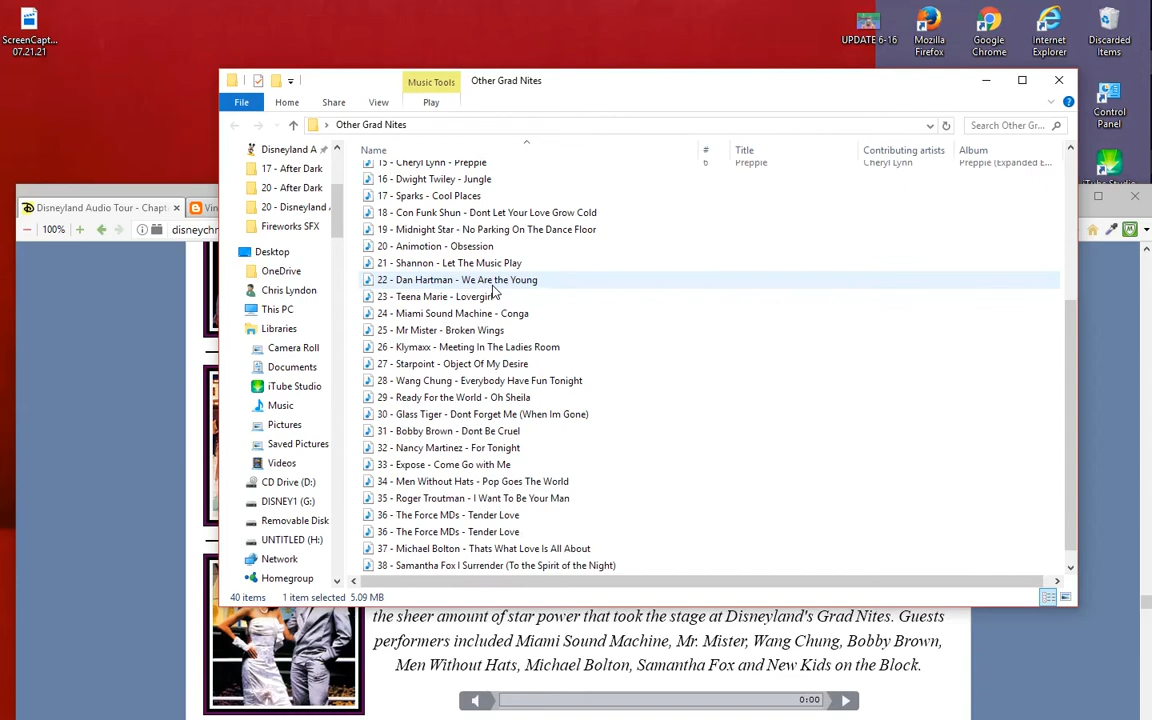 ScreenCapt...
07.21.21
UPDATE 6-16
Mozilla
Firefox
Google
Chrome
Internet
Explorer
Discarded
Items
Control
Panel
iTube Studio
Music Tools
Other Grad Nites
File
Home
Share
View
Play
Other Grad Nites
Search Other Gr...
Name
#
Title
Contributing artists
Album
Disneyland A
17 - After Dark
20 - After Dark
20 - Disneyland
Fireworks SFX
Desktop
OneDrive
Chris Lyndon
This PC
Libraries
Camera Roll
Documents
iTube Studio
Music
Pictures
Saved Pictures
Videos
CD Drive (D:)
DISNEY1 (G:)
Removable Disk
UNTITLED (H:)
Network
Homegroup
15 - Cheryl Lynn - Preppie 6 Preppie Cheryl Lynn Preppie (Expanded E...
16 - Dwight Twiley - Jungle
17 - Sparks - Cool Places
18 - Con Funk Shun - Dont Let Your Love Grow Cold
19 - Midnight Star - No Parking On The Dance Floor
20 - Animotion - Obsession
21 - Shannon - Let The Music Play
22 - Dan Hartman - We Are the Young
23 - Teena Marie - Lovergirl
24 - Miami Sound Machine - Conga
25 - Mr Mister - Broken Wings
26 - Klymaxx - Meeting In The Ladies Room
27 - Starpoint - Object Of My Desire
28 - Wang Chung - Everybody Have Fun Tonight
29 - Ready For the World - Oh Sheila
30 - Glass Tiger - Dont Forget Me (When Im Gone)
31 - Bobby Brown - Dont Be Cruel
32 - Nancy Martinez - For Tonight
33 - Expose - Come Go with Me
34 - Men Without Hats - Pop Goes The World
35 - Roger Troutman - I Want To Be Your Man
36 - The Force MDs - Tender Love
36 - The Force MDs - Tender Love
37 - Michael Bolton - Thats What Love Is All About
38 - Samantha Fox I Surrender (To the Spirit of the Night)
40 items
1 item selected 5.09 MB
Disneyland Audio Tour - Chapt
Vin
100%
disneychr
the sheer amount of star power that took the stage at Disneyland's Grad Nites. Guests
performers included Miami Sound Machine, Mr. Mister, Wang Chung, Bobby Brown,
Men Without Hats, Michael Bolton, Samantha Fox and New Kids on the Block.
0:00